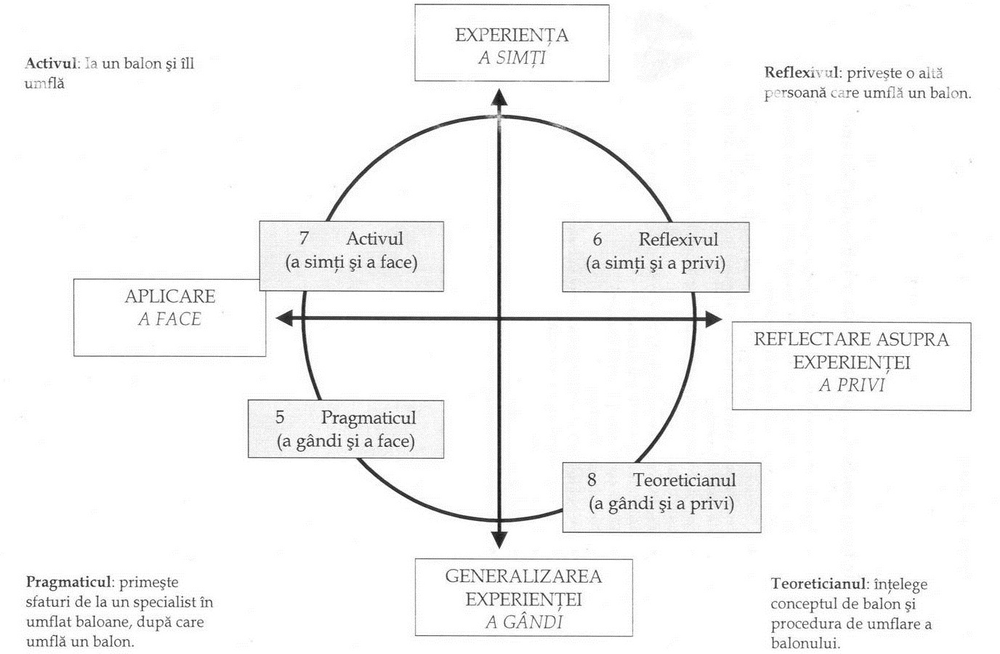 EXPERIENȚA
A SIMȚI
Activul: Ia un balon și îll
umflă
Reflexivul: privește o altă
persoană care umflă un balon.
7 Activul
(a simți și a face)
6 Reflexivul
(a simți și a privi)
APLICARE
A FACE
REFLECTARE ASUPRA
EXPERIENȚEI
A PRIVI
5 Pragmaticul
(a gândi și a face)
8 Teoreticianul
(a gândi și a privi)
GENERALIZAREA
EXPERIENȚEI
A GÂNDI
Pragmaticul: primește
sfaturi de la un specialist în
umflat baloane, după care
umflă un balon.
Teoreticianul: înțelege
conceptul de balon și
procedura de umflare a
balonului.